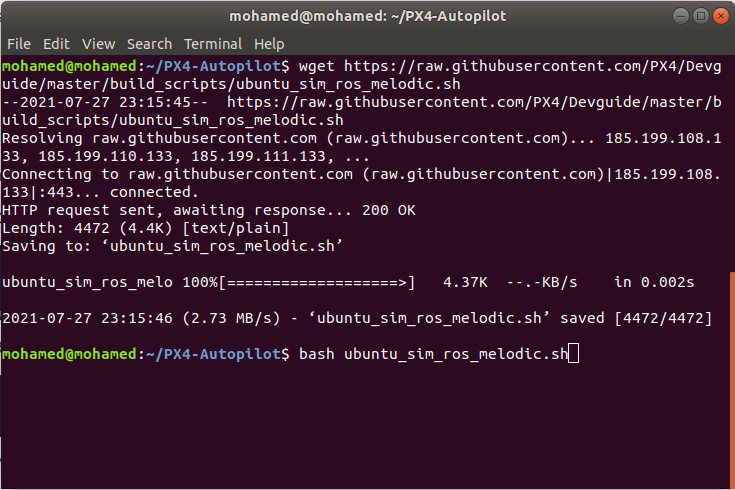 mohamed@mohamed: ~/PX4-Autopilot
File Edit View Search Terminal Help
mohamed@mohamed:~/PX4-Autopilot$ wget https://raw.githubusercontent.com/PX4/Devg
uide/master/build_scripts/ubuntu_sim_ros_melodic.sh
--2021-07-27 23:15:45--  https://raw.githubusercontent.com/PX4/Devguide/master/b
uild_scripts/ubuntu_sim_ros_melodic.sh
Resolving raw.githubusercontent.com (raw.githubusercontent.com)... 185.199.108.1
33, 185.199.110.133, 185.199.111.133, ...
Connecting to raw.githubusercontent.com (raw.githubusercontent.com)|185.199.108.
133|:443... connected.
HTTP request sent, awaiting response... 200 OK
Length: 4472 (4.4K) [text/plain]
Saving to: ‘ubuntu_sim_ros_melodic.sh’
ubuntu_sim_ros_melo 100%[===================>]   4.37K  --.-KB/s    in 0.002s
2021-07-27 23:15:46 (2.73 MB/s) - ‘ubuntu_sim_ros_melodic.sh’ saved [4472/4472]
mohamed@mohamed:~/PX4-Autopilot$ bash ubuntu_sim_ros_melodic.sh